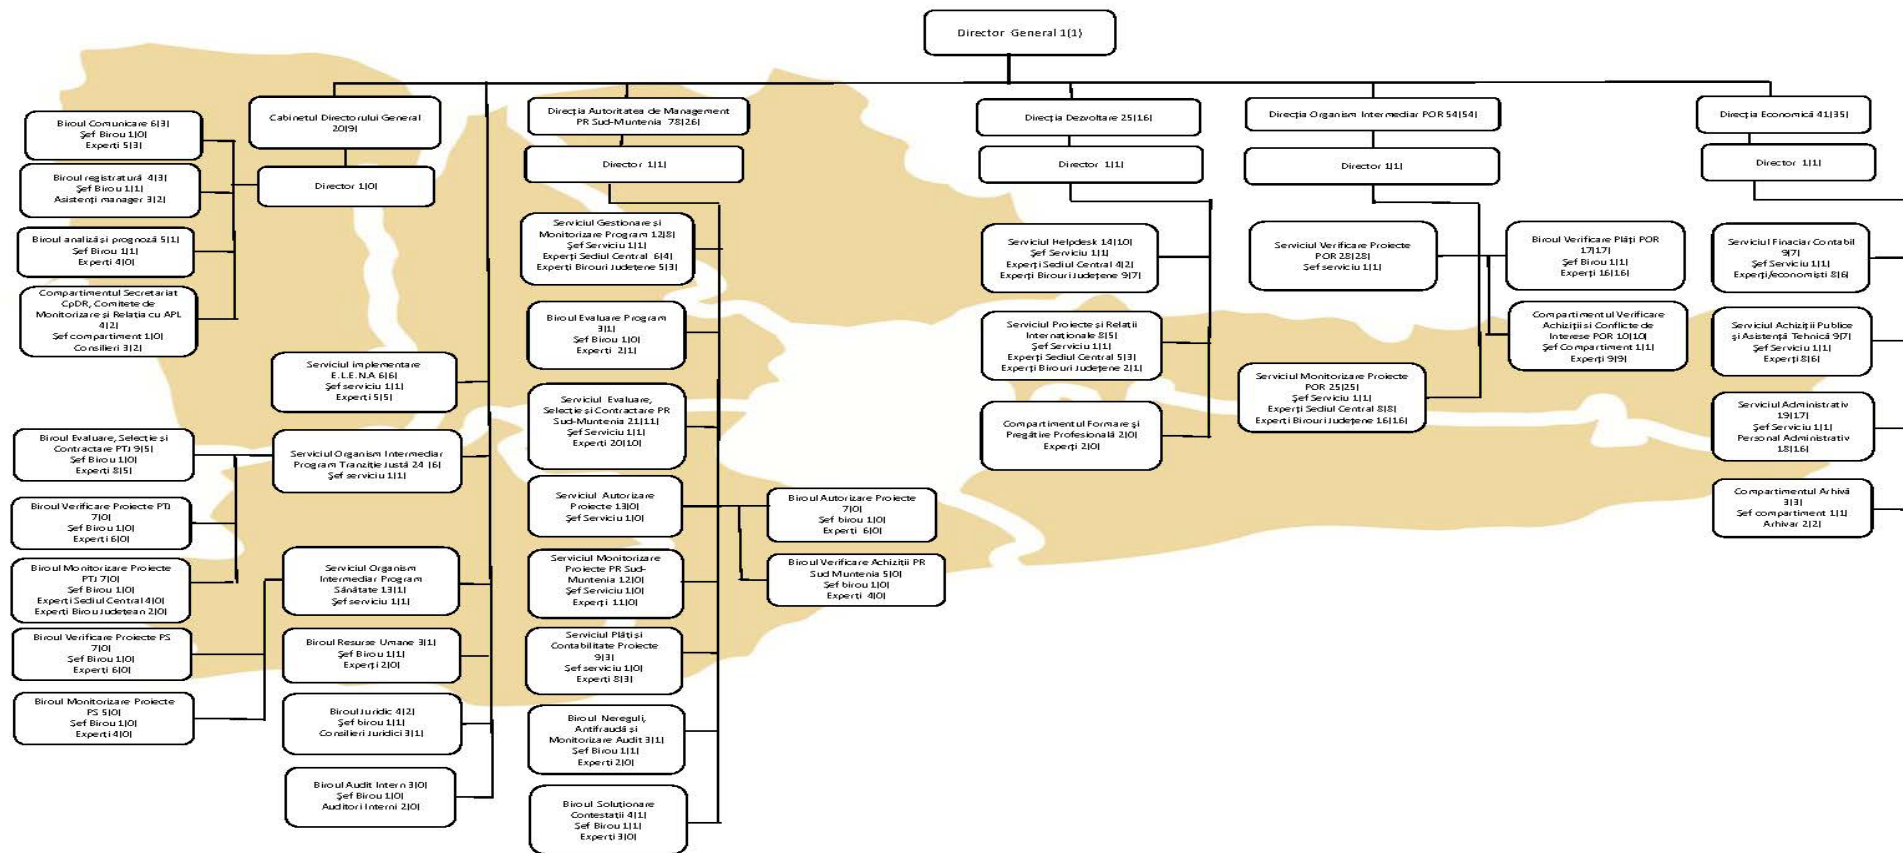 Director General 1(1)
Cabinetul Directorului General
20(9)
Director 1(0)
Biroul Comunicare 6(3)
Şef Birou 1(0)
Experţi 5(3)
Biroul registratură 4(3)
Şef Birou 1(1)
Asistenţi manager 3(2)
Biroul analiză şi prognoză 5(1)
Şef Birou 1(1)
Experţi 4(0)
Compartimentul Secretariat
CpDR, Comitete de
Monitorizare şi Relaţia cu APL
4(2)
Şef compartiment 1(0)
Consilieri 3(2)
Serviciul implementare
E.L.E.N.A 6(6)
Şef serviciu 1(1)
Experţi 5(5)
Serviciul Organism Intermediar
Program Tranziţie Justă 24 (6)
Şef serviciu 1(1)
Biroul Evaluare, Selecţie şi
Contractare PTJ 9(5)
Şef Birou 1(0)
Experţi 8(5)
Biroul Verificare Proiecte PTJ
7(0)
Şef Birou 1(0)
Experţi 6(0)
Biroul Monitorizare Proiecte
PTJ 7(0)
Şef Birou 1(0)
Experţi Sediul Central 4(0)
Experţi Birou Judeţean 2(0)
Serviciul Organism
Intermediar Program
Sănătate 13(1)
Şef serviciu 1(1)
Biroul Verificare Proiecte PS
7(0)
Şef Birou 1(0)
Experţi 6(0)
Biroul Monitorizare Proiecte
PS 5(0)
Şef Birou 1(0)
Experţi 4(0)
Biroul Resurse Umane 3(1)
Şef Birou 1(1)
Experţi 2(0)
Biroul Juridic 4(2)
Şef birou 1(1)
Consilieri Juridici 3(1)
Biroul Audit Intern 3(0)
Şef Birou 1(0)
Auditori Interni 2(0)
Direcţia Autoritatea de Management
PR Sud-Muntenia 78(26)
Director 1(1)
Serviciul Gestionare şi
Monitorizare Program 12(8)
Şef Serviciu 1(1)
Experţi Sediul Central 6(4)
Experţi Birouri Judeţene 5(3)
Biroul Evaluare Program
3(1)
Şef Birou 1(0)
Experţi 2(1)
Serviciul Evaluare,
Selecţie şi Contractare PR
Sud-Muntenia 21(11)
Şef Serviciu 1(1)
Experţi 20(10)
Serviciul Autorizare
Proiecte 13(0)
Şef Serviciu 1(0)
Biroul Autorizare Proiecte
7(0)
Şef birou 1(0)
Experţi 6(0)
Biroul Verificare Achiziţii PR
Sud Muntenia 5(0)
Şef birou 1(0)
Experţi 4(0)
Serviciul Monitorizare
Proiecte PR Sud-
Muntenia 12(0)
Şef Serviciu 1(0)
Experţi 11(0)
Serviciul Plăţi şi
Contabilitate Proiecte
9(3)
Şef serviciu 1(0)
Experţi 8(3)
Biroul Nereguli,
Antifraudă şi
Monitorizare Audit 3(1)
Şef Birou 1(1)
Experţi 2(0)
Biroul Soluţionare
Contestaţii 4(1)
Şef Birou 1(1)
Experţi 3(0)
Direcţia Dezvoltare 25(16)
Director 1(1)
Serviciul Helpdesk 14(10)
Şef Serviciu 1(1)
Experţi Sediul Central 4(2)
Experţi Birouri Judeţene 9(7)
Serviciul Proiecte şi Relaţii
Internaţionale 8(5)
Şef Serviciu 1(1)
Experţi Sediul Central 5(3)
Experţi Birouri Judeţene 2(1)
Compartimentul Formare şi
Pregătire Profesională 2(0)
Experţi 2(0)
Direcţia Organism Intermediar POR 54(54)
Director 1(1)
Serviciul Verificare Proiecte
POR 28(28)
Şef serviciu 1(1)
Biroul Verificare Plăţi POR
17(17)
Şef Birou 1(1)
Experţi 16(16)
Compartimentul Verificare
Achiziţii si Conflicte de
Interese POR 10(10)
Şef Compartiment 1(1)
Experţi 9(9)
Serviciul Monitorizare Proiecte
POR 25(25)
Şef Serviciu 1(1)
Experţi Sediul Central 8(8)
Experţi Birouri Judeţene 16(16)
Direcţia Economică 41(35)
Director 1(1)
Serviciul Finaciar Contabil
9(7)
Şef Serviciu 1(1)
Experţi/economişti 8(6)
Serviciul Achiziţii Publice
şi Asistenţă Tehnică 9(7)
Şef Serviciu 1(1)
Experţi 8(6)
Serviciul Administrativ
19(17)
Şef Serviciu 1(1)
Personal Administrativ
18(16)
Compartimentul Arhivă
3(3)
Şef compartiment 1(1)
Arhivar 2(2)